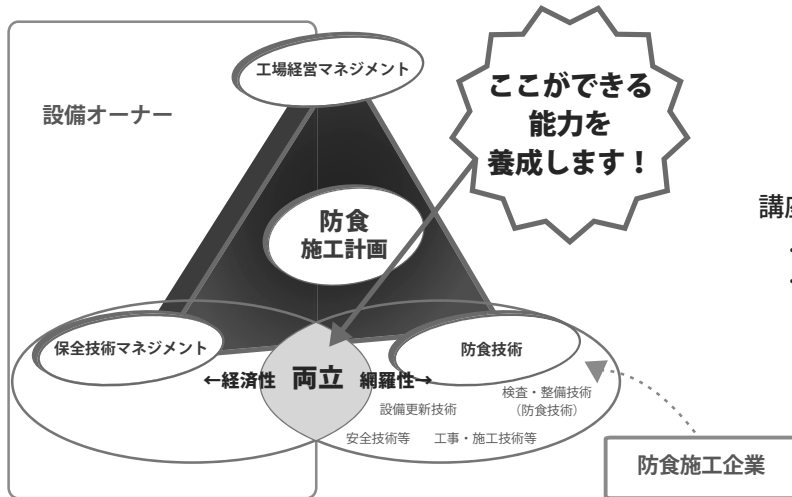 工場経営マネジメント
設備オーナー
ここができる
能力を
養成します！
防食
施工計画
講座
保全技術マネジメント
防食技術
←経済性 両立 網羅性→
検査・整備技術
（防食技術）
設備更新技術
安全技術等 工事・施工技術等
防食施工企業